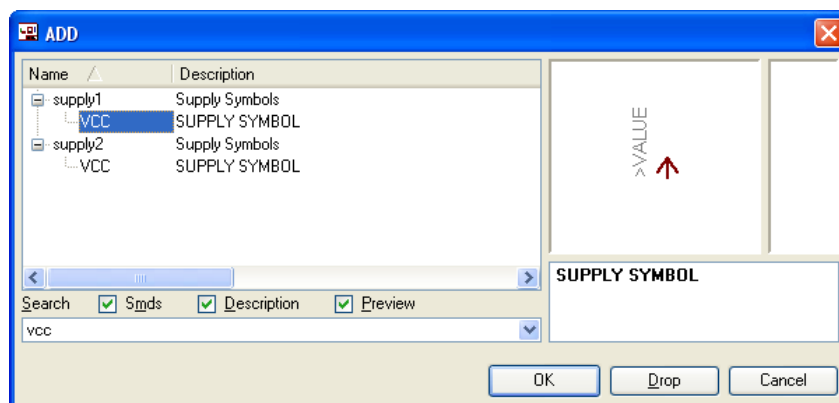 ADD
Name Description
supply1 Supply Symbols
VCC SUPPLY SYMBOL
supply2 Supply Symbols
VCC SUPPLY SYMBOL
>VALUE
SUPPLY SYMBOL
Search Smds Description Preview
vcc
OK Drop Cancel